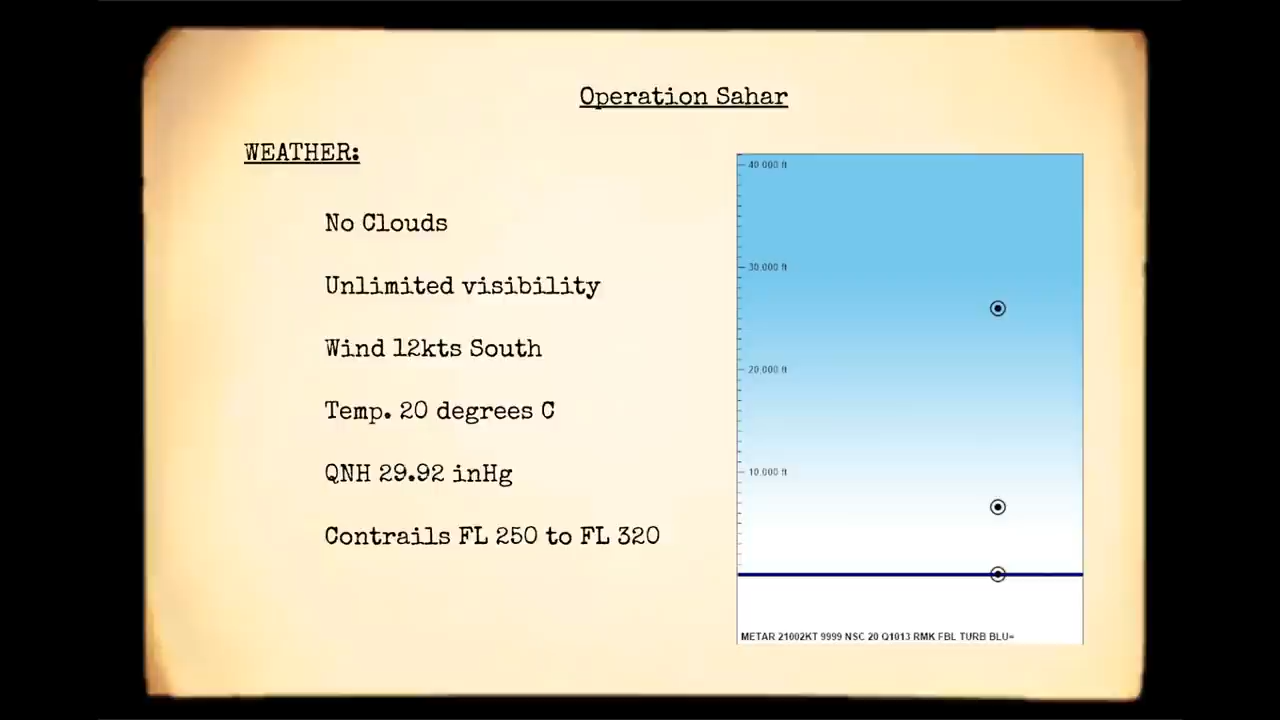 Operation Sahar
WEATHER:
No Clouds
Unlimited visibility
Wind 12kts South
Temp. 20 degrees C
QNH 29.92 inHg
Contrails FL 250 to FL 320
40 000 ft
30,000 ft
20,000 ft
10,000 ft
METAR 21002KT 9999 NSC 20 Q1013 RMK FBL TURB BLU=